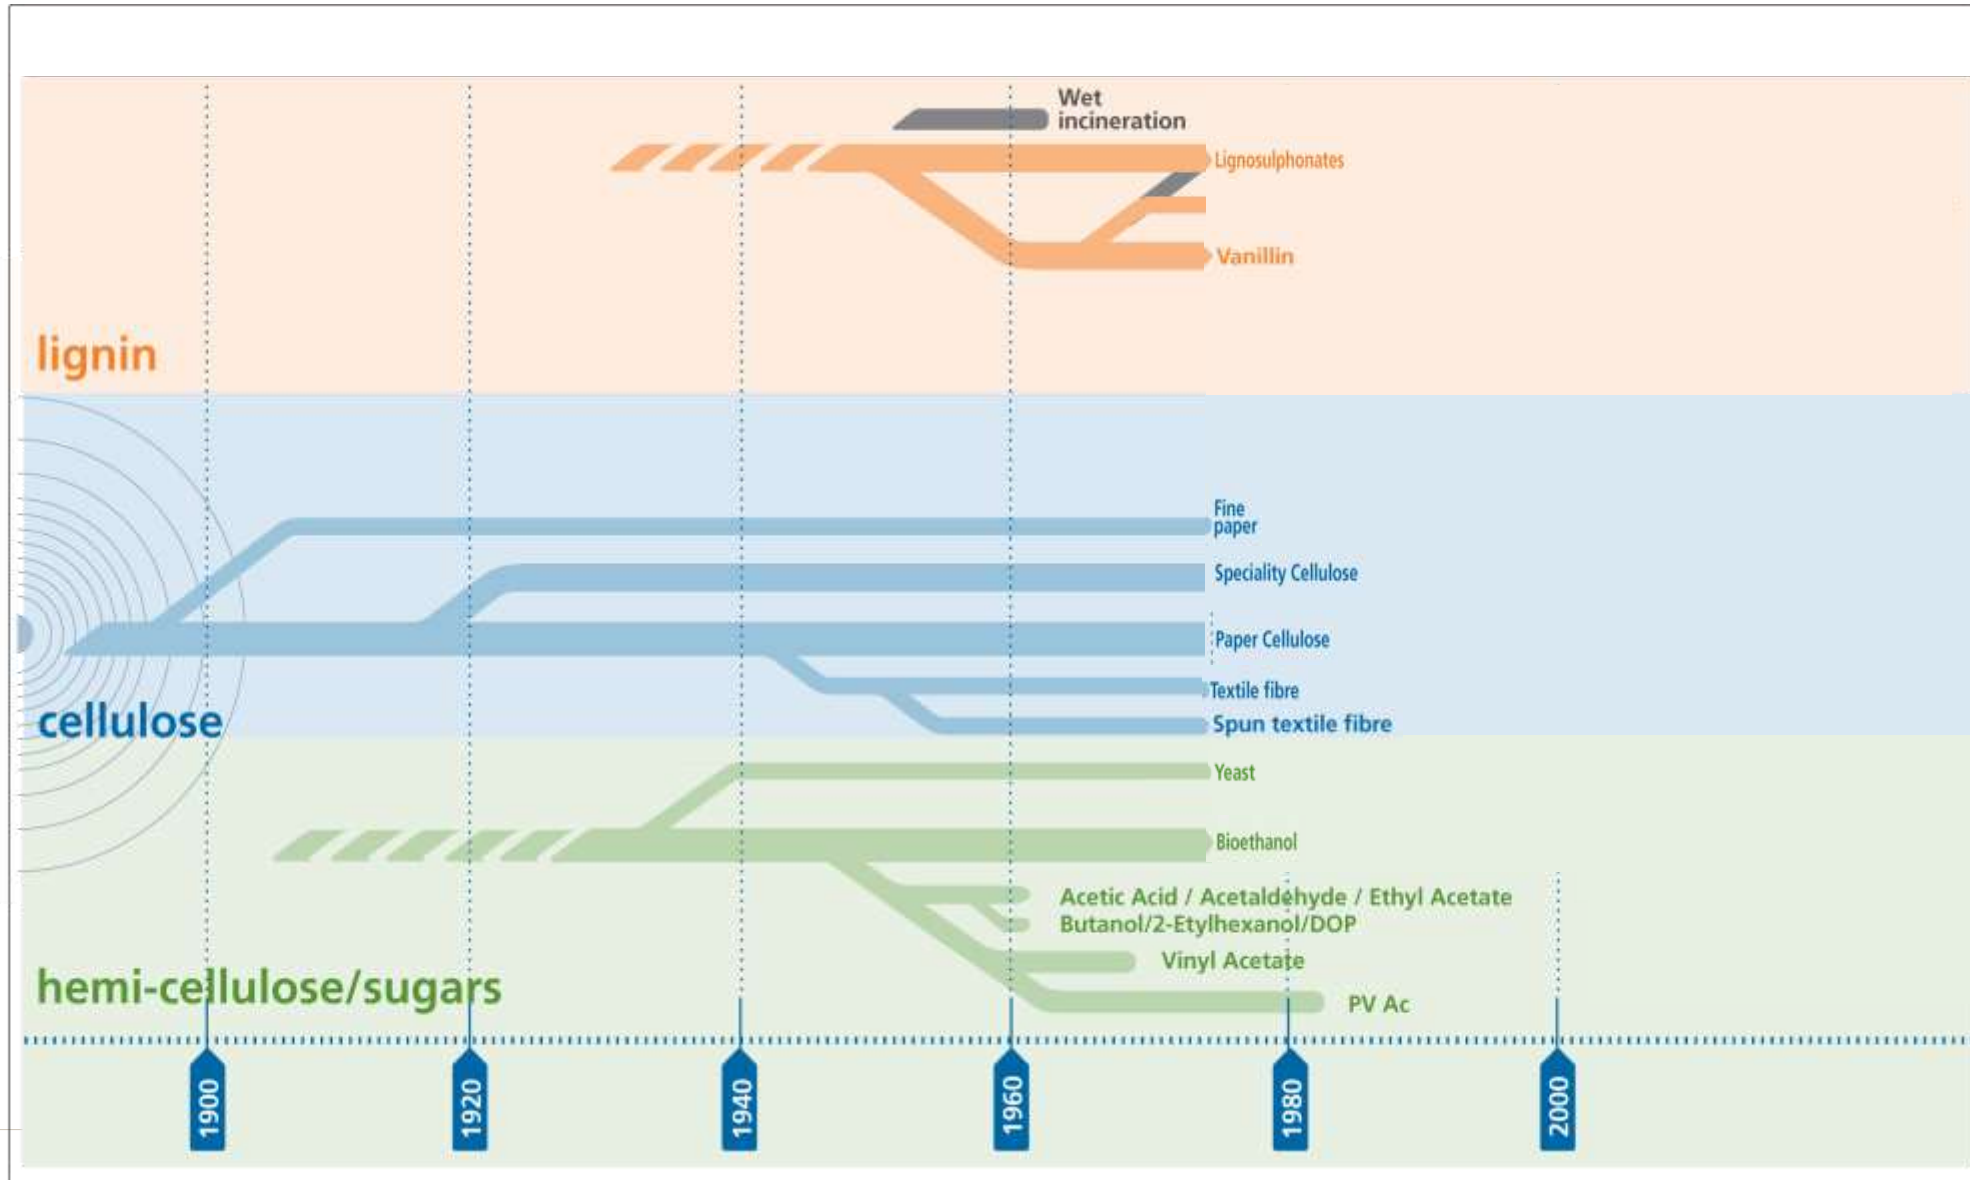 Wet
incineration
Lignosulphonates
Vanillin
lignin
Fine
paper
Speciality Cellulose
Paper Cellulose
Textile fibre
cellulose
Spun textile fibre
Yeast
Bioethanol
Acetic Acid / Acetaldehyde / Ethyl Acetate
Butanol/2-Etylhexanol/DOP
Vinyl Acetate
hemi-cellulose/sugars
PV Ac
1900
1920
1940
1960
1980
2000